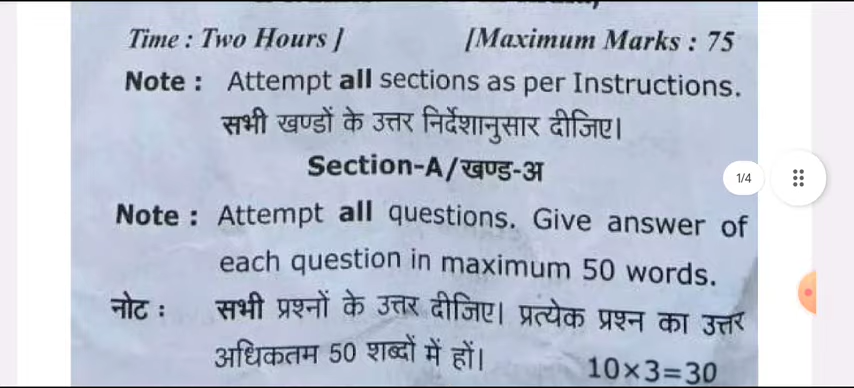 Time : Two Hours ] [Maximum Marks : 75
Note : Attempt all sections as per Instructions.
सभी खण्डों के उत्तर निर्देशानुसार दीजिए।
Section-A/खण्ड-अ
1/4
Note : Attempt all questions. Give answer of
each question in maximum 50 words.
नोट : सभी प्रश्नों के उत्तर दीजिए। प्रत्येक प्रश्न का उत्तर
अधिकतम 50 शब्दों में हों।
10×3=30